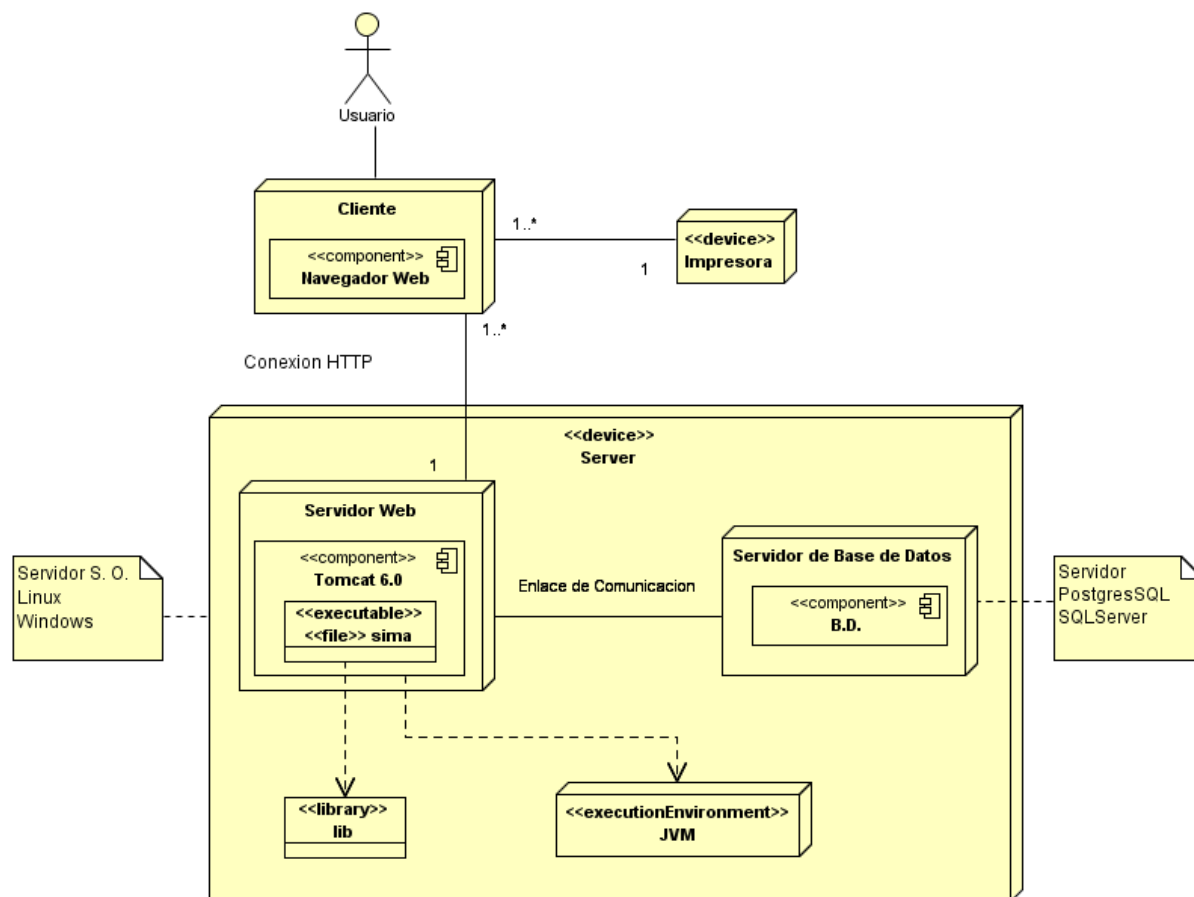 Usuario
Cliente
<<component>>
Navegador Web
1..*
1
<<device>>
Impresora
1..*
Conexion HTTP
<<device>>
Server
1
Servidor Web
<<component>>
Tomcat 6.0
<<executable>>
<<file>> sima
Enlace de Comunicacion
Servidor de Base de Datos
<<component>>
B.D.
Servidor S. O.
Linux
Windows
Servidor
PostgresSQL
SQLServer
<<library>>
lib
<<executionEnvironment>>
JVM